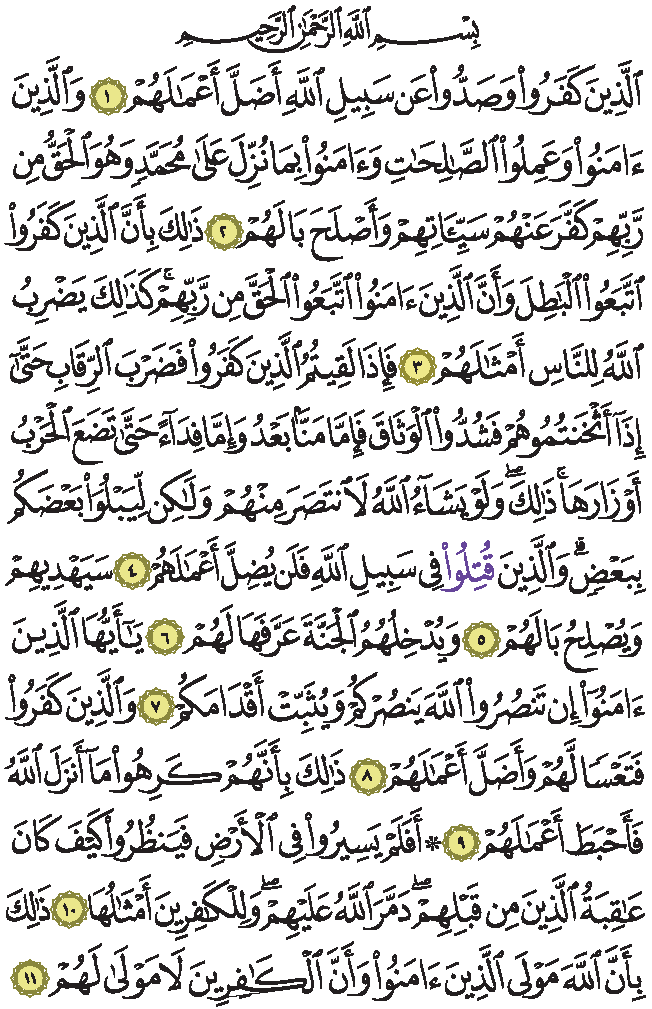 بِسْمِ اللَّهِ الرَّحْمَٰنِ الرَّحِيمِ
ٱلَّذِينَ كَفَرُوا۟ وَصَدُّوا۟ عَن سَبِيلِ ٱللَّهِ أَضَلَّ أَعْمَٰلَهُمْ ١ وَٱلَّذِينَ
ءَامَنُوا۟ وَعَمِلُوا۟ ٱلصَّٰلِحَٰتِ وَءَامَنُوا۟ بِمَا نُزِّلَ عَلَىٰ مُحَمَّدٍ وَهُوَ ٱلْحَقُّ مِن
رَّبِّهِمْ كَفَّرَ عَنْهُمْ سَيِّـَٔاتِهِمْ وَأَصْلَحَ بَالَهُمْ ٢ ذَٰلِكَ بِأَنَّ ٱلَّذِينَ كَفَرُوا۟
ٱتَّبَعُوا۟ ٱلْبَٰطِلَ وَأَنَّ ٱلَّذِينَ ءَامَنُوا۟ ٱتَّبَعُوا۟ ٱلْحَقَّ مِن رَّبِّهِمْ ۚ كَذَٰلِكَ يَضْرِبُ
ٱللَّهُ لِلنَّاسِ أَمْثَٰلَهُمْ ٣ فَإِذَا لَقِيتُمُ ٱلَّذِينَ كَفَرُوا۟ فَضَرْبَ ٱلرِّقَابِ حَتَّىٰٓ
إِذَآ أَثْخَنتُمُوهُمْ فَشُدُّوا۟ ٱلْوَثَاقَ فَإِمَّا مَنًّۢا بَعْدُ وَإِمَّا فِدَآءً حَتَّىٰ تَضَعَ ٱلْحَرْبُ
أَوْزَارَهَا ۚ ذَٰلِكَ ۖ وَلَوْ يَشَآءُ ٱللَّهُ لَٱنتَصَرَ مِنْهُمْ وَلَٰكِن لِّيَبْلُوَا۟ بَعْضَكُم
بِبَعْضٍ ۗ وَٱلَّذِينَ قُتِلُوا۟ فِى سَبِيلِ ٱللَّهِ فَلَن يُضِلَّ أَعْمَٰلَهُمْ ٤ سَيَهْدِيهِمْ
وَيُصْلِحُ بَالَهُمْ ٥ وَيُدْخِلُهُمُ ٱلْجَنَّةَ عَرَّفَهَا لَهُمْ ٦ يَٰٓأَيُّهَا ٱلَّذِينَ
ءَامَنُوٓا۟ إِن تَنصُرُوا۟ ٱللَّهَ يَنصُرْكُمْ وَيُثَبِّتْ أَقْدَامَكُمْ ٧ وَٱلَّذِينَ كَفَرُوا۟
فَتَعْسًا لَّهُمْ وَأَضَلَّ أَعْمَٰلَهُمْ ٨ ذَٰلِكَ بِأَنَّهُمْ كَرِهُوا۟ مَآ أَنزَلَ ٱللَّهُ
فَأَحْبَطَ أَعْمَٰلَهُمْ ٩ * أَفَلَمْ يَسِيرُوا۟ فِى ٱلْأَرْضِ فَيَنظُرُوا۟ كَيْفَ كَانَ
عَٰقِبَةُ ٱلَّذِينَ مِن قَبْلِهِمْ ۖ دَمَّرَ ٱللَّهُ عَلَيْهِمْ ۖ وَلِلْكَٰفِرِينَ أَمْثَٰلُهَا ١٠ ذَٰلِكَ
بِأَنَّ ٱللَّهَ مَوْلَى ٱلَّذِينَ ءَامَنُوا۟ وَأَنَّ ٱلْكَٰفِرِينَ لَا مَوْلَىٰ لَهُمْ ١١